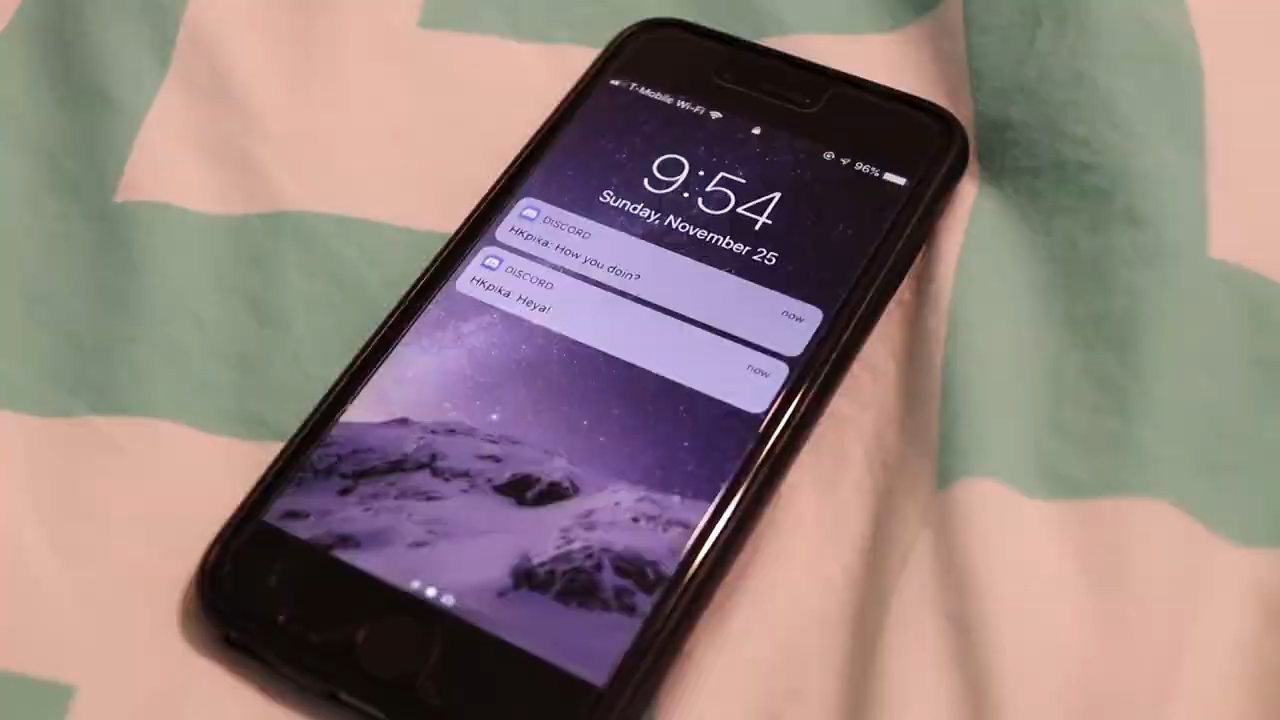 T-Mobile Wi-Fi
96%
9:54
Sunday, November 25
DISCORD
now
HKpika: How you doin?
DISCORD
now
HKpika: Heya!